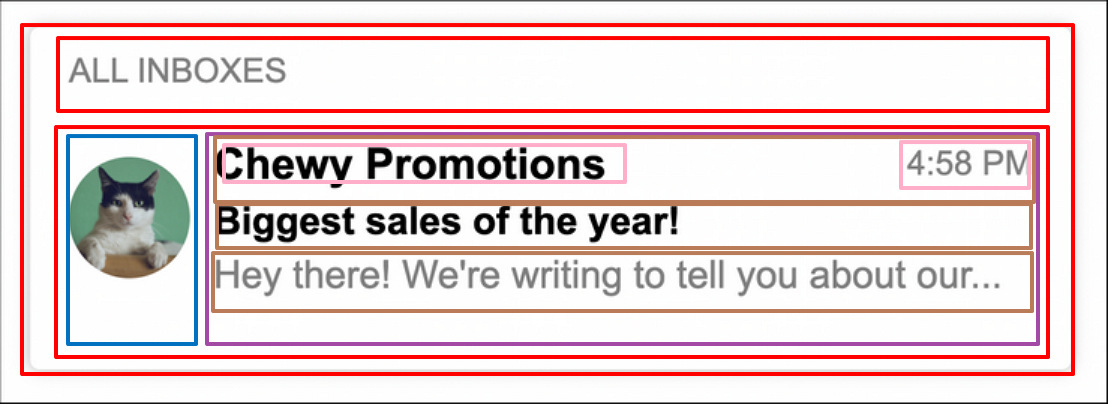 ALL INBOXES
Chewy Promotions 4:58 PM
Biggest sales of the year!
Hey there! We're writing to tell you about our...